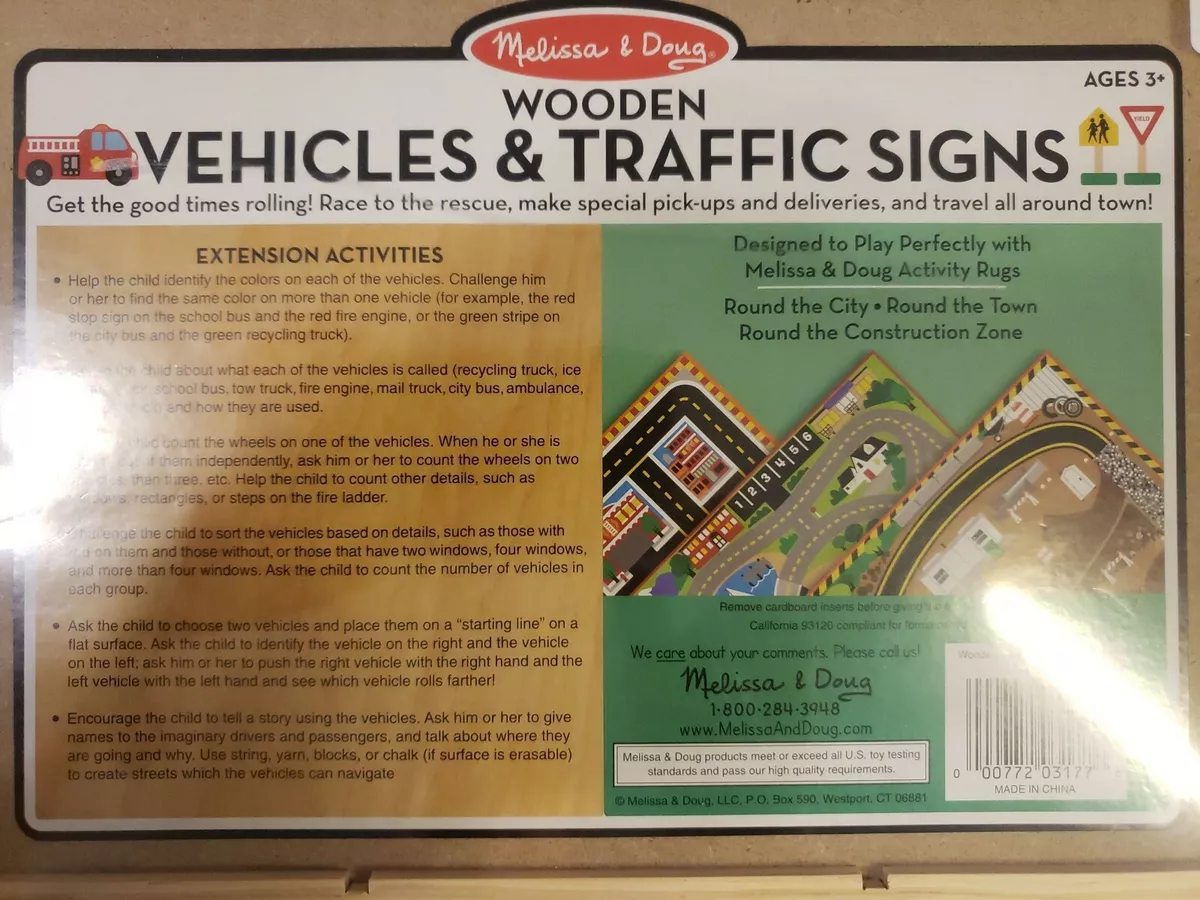 Melissa & Doug®
AGES 3+
WOODEN
VEHICLES & TRAFFIC SIGNS
YIELD
Get the good times rolling! Race to the rescue, make special pick-ups and deliveries, and travel all around town!
EXTENSION ACTIVITIES
• Help the child identify the colors on each of the vehicles. Challenge him
or her to find the same color on more than one vehicle (for example, the red
stop sign on the school bus and the red fire engine, or the green stripe on
the city bus and the green recycling truck).
child about what each of the vehicles is called (recycling truck, ice
school bus, tow truck, fire engine, mail truck, city bus, ambulance,
and how they are used.
count the wheels on one of the vehicles. When he or she is
them independently, ask him or her to count the wheels on two
then three, etc. Help the child to count other details, such as
rectangles, or steps on the fire ladder.
Challenge the child to sort the vehicles based on details, such as those with
on them and those without, or those that have two windows, four windows,
and more than four windows. Ask the child to count the number of vehicles in
each group.
• Ask the child to choose two vehicles and place them on a “starting line” on a
flat surface. Ask the child to identify the vehicle on the right and the vehicle
on the left; ask him or her to push the right vehicle with the right hand and the
left vehicle with the left hand and see which vehicle rolls farther!
• Encourage the child to tell a story using the vehicles. Ask him or her to give
names to the imaginary drivers and passengers, and talk about where they
are going and why. Use string, yarn, blocks, or chalk (if surface is erasable)
to create streets which the vehicles can navigate
Designed to Play Perfectly with
Melissa & Doug Activity Rugs
Round the City • Round the Town
Round the Construction Zone
1 2 3 4 5 6
Remove cardboard inserts before giving
California 93120 compliant for
We care about your comments. Please call us!
Melissa & Doug
1-800-284-3948
www.MelissaAndDoug.com
Melissa & Doug products meet or exceed all U.S. toy testing
standards and pass our high quality requirements.
© Melissa & Doug, LLC, P.O. Box 590, Westport, CT 06881
0 00772 03177
MADE IN CHINA